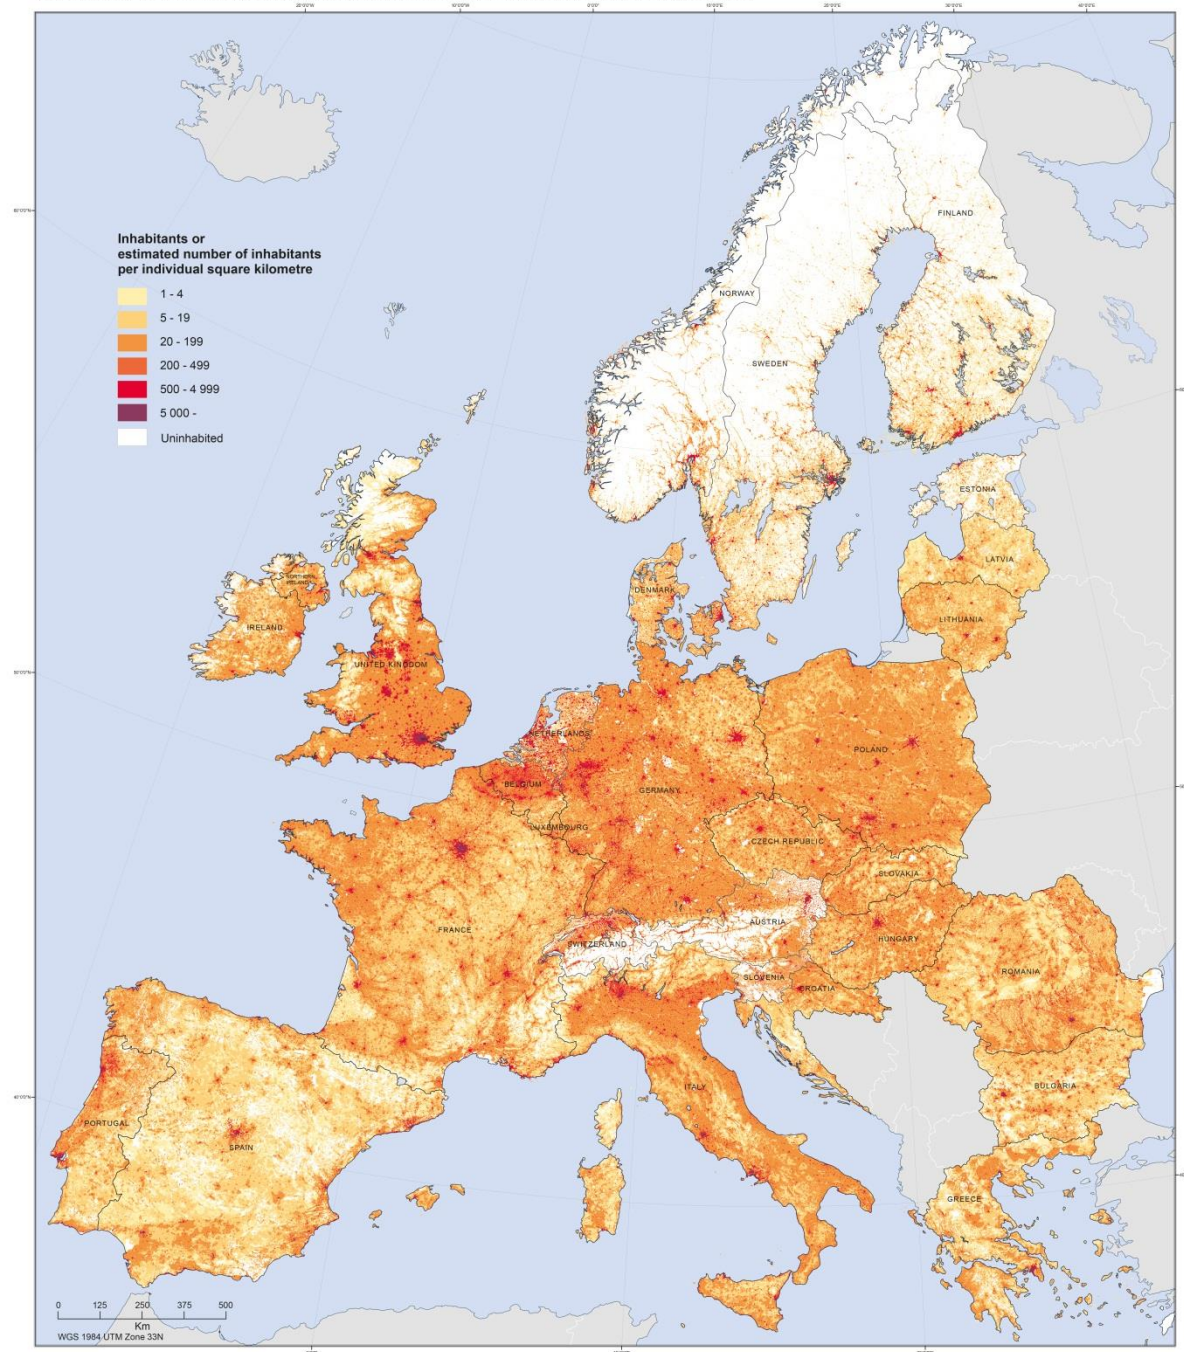 Inhabitants or
estimated number of inhabitants
per individual square kilometre
1 - 4
5 - 19
20 - 199
200 - 499
500 - 4 999
5 000 -
Uninhabited
FINLAND
NORWAY
SWEDEN
ESTONIA
LATVIA
DENMARK
LITHUANIA
NORTHERN
IRELAND
IRELAND
UNITED KINGDOM
NETHERLANDS
POLAND
BELGIUM
GERMANY
LUXEMBOURG
CZECH REPUBLIC
SLOVAKIA
AUSTRIA
FRANCE
SWITZERLAND
HUNGARY
ROMANIA
SLOVENIA
CROATIA
ITALY
BULGARIA
PORTUGAL
SPAIN
GREECE
0 125 250 375 500
Km
WGS 1984 UTM Zone 33N